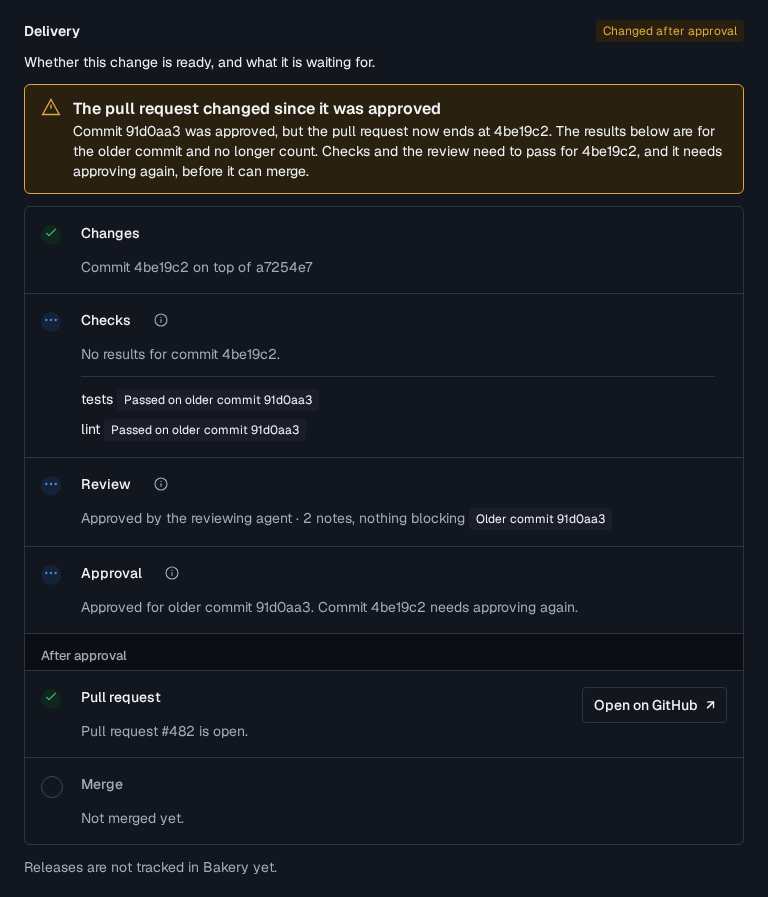 Delivery
Changed after approval
Whether this change is ready, and what it is waiting for.
The pull request changed since it was approved
Commit 91d0aa3 was approved, but the pull request now ends at 4be19c2. The results below are for
the older commit and no longer count. Checks and the review need to pass for 4be19c2, and it needs
approving again, before it can merge.
Changes
Commit 4be19c2 on top of a7254e7
Checks
No results for commit 4be19c2.
tests Passed on older commit 91d0aa3
lint Passed on older commit 91d0aa3
Review
Approved by the reviewing agent · 2 notes, nothing blocking Older commit 91d0aa3
Approval
Approved for older commit 91d0aa3. Commit 4be19c2 needs approving again.
After approval
Pull request
Open on GitHub
Pull request #482 is open.
Merge
Not merged yet.
Releases are not tracked in Bakery yet.